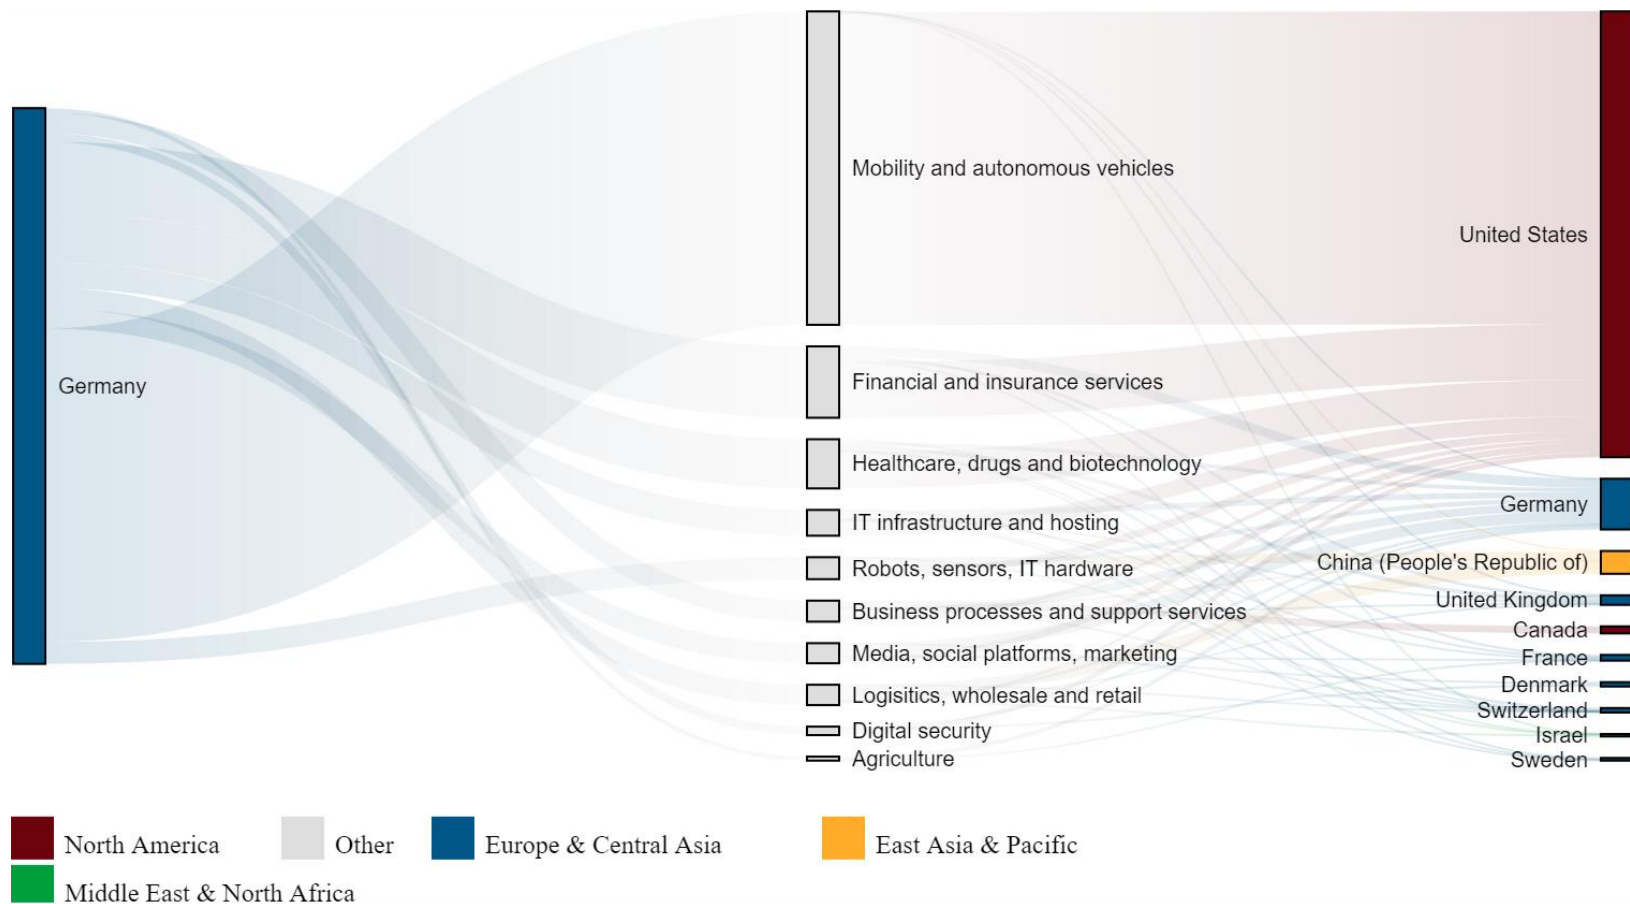 Germany
Mobility and autonomous vehicles
Financial and insurance services
Healthcare, drugs and biotechnology
IT infrastructure and hosting
Robots, sensors, IT hardware
Business processes and support services
Media, social platforms, marketing
Logisitics, wholesale and retail
Digital security
Agriculture
United States
Germany
China (People's Republic of)
United Kingdom
Canada
France
Denmark
Switzerland
Israel
Sweden
North America
Other
Europe & Central Asia
East Asia & Pacific
Middle East & North Africa